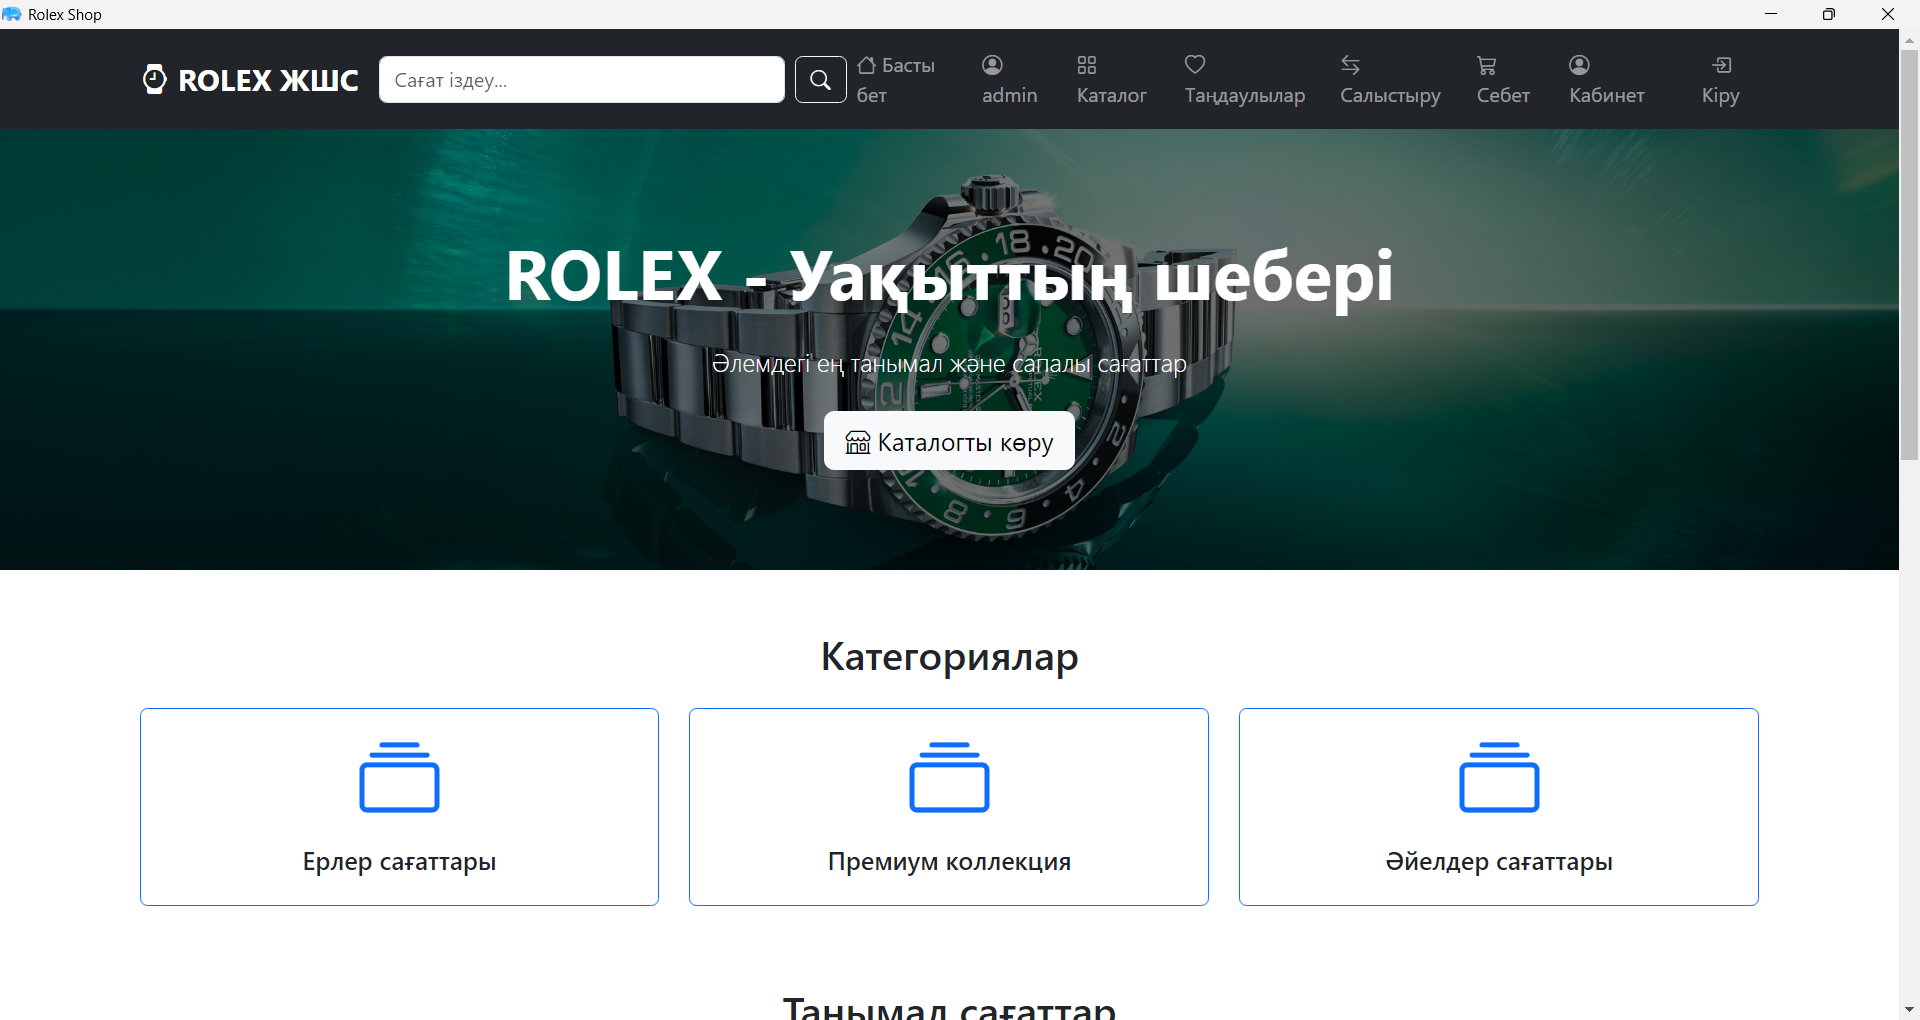 Rolex Shop
ROLEX ЖШС
Сағат іздеу...
Басты бет
admin
Каталог
Таңдаулылар
Салыстыру
Себет
Кабинет
Кіру
ROLEX - Уақыттың шебері
Әлемдегі ең танымал және сапалы сағаттар
Каталогты көру
Категориялар
Ерлер сағаттары
Премиум коллекция
Әйелдер сағаттары
Танымал сағаттар